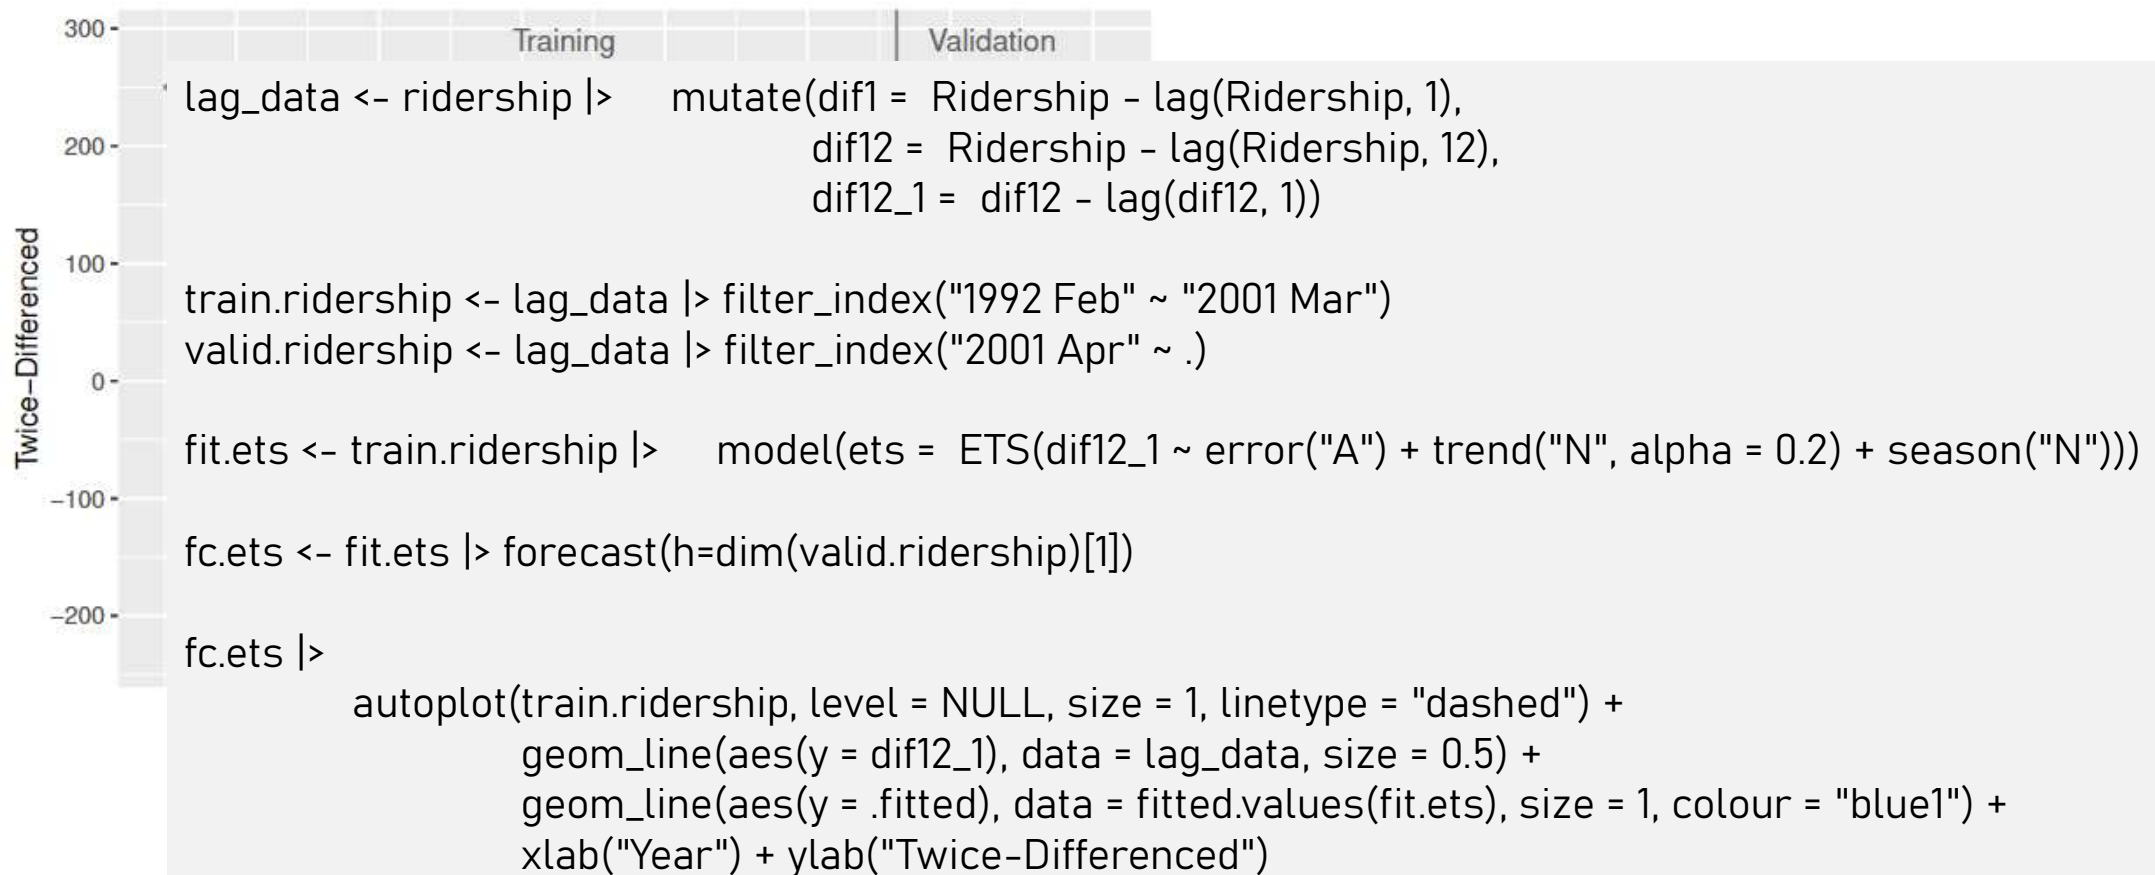 300
Training
Validation
lag_data <- ridership |> mutate(dif1 = Ridership - lag(Ridership, 1),
200
dif12 = Ridership - lag(Ridership, 12),
dif12_1 = dif12 - lag(dif12, 1))
Twice-Differenced
100
train.ridership <- lag_data |> filter_index("1992 Feb" ~ "2001 Mar")
valid.ridership <- lag_data |> filter_index("2001 Apr" ~ .)
0
fit.ets <- train.ridership |> model(ets = ETS(dif12_1 ~ error("A") + trend("N", alpha = 0.2) + season("N")))
-100
fc.ets <- fit.ets |> forecast(h=dim(valid.ridership)[1])
-200
fc.ets |>
autoplot(train.ridership, level = NULL, size = 1, linetype = "dashed") +
geom_line(aes(y = dif12_1), data = lag_data, size = 0.5) +
geom_line(aes(y = .fitted), data = fitted.values(fit.ets), size = 1, colour = "blue1") +
xlab("Year") + ylab("Twice-Differenced")